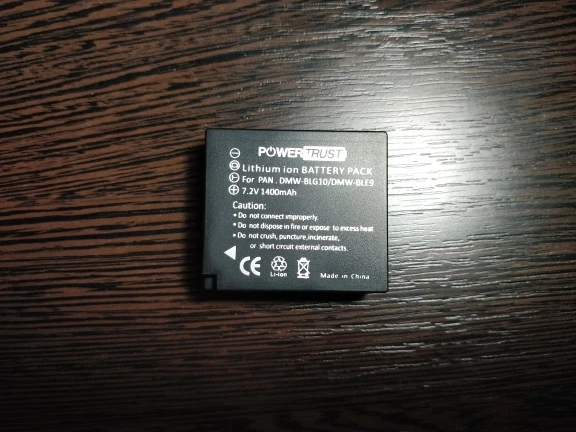 POWERTRUST
Lithium ion BATTERY PACK
For PAN. DMW-BLG10/DMW-BLE9
7.2V 1400mAh
Caution:
• Do not connect improperly.
• Do not dispose in fire or expose to excess heat
• Do not crush, puncture, incinerate,
or short circuit external contacts.
CE Li-ion Made in China